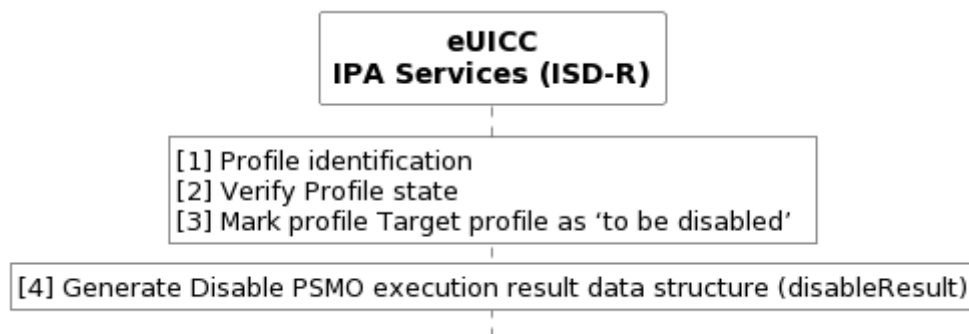 eUICC
IPA Services (ISD-R)
[1] Profile identification
[2] Verify Profile state
[3] Mark profile Target profile as ‘to be disabled’
[4] Generate Disable PSMO execution result data structure (disableResult)